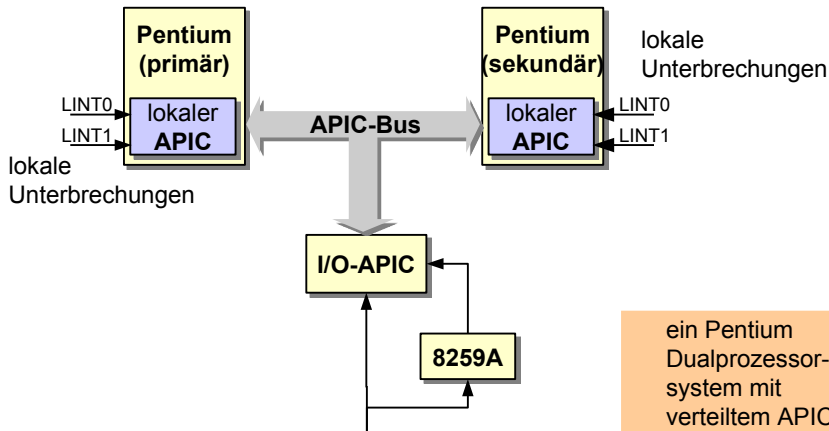 Pentium
(primär)
LINT0
LINT1
lokaler
APIC
lokale
Unterbrechungen
APIC-Bus
Pentium
(sekundär)
lokaler
APIC
lokale
Unterbrechungen
LINT0
LINT1
I/O-APIC
8259A
ein Pentium
Dualprozessor-
system mit
verteiltem APIC